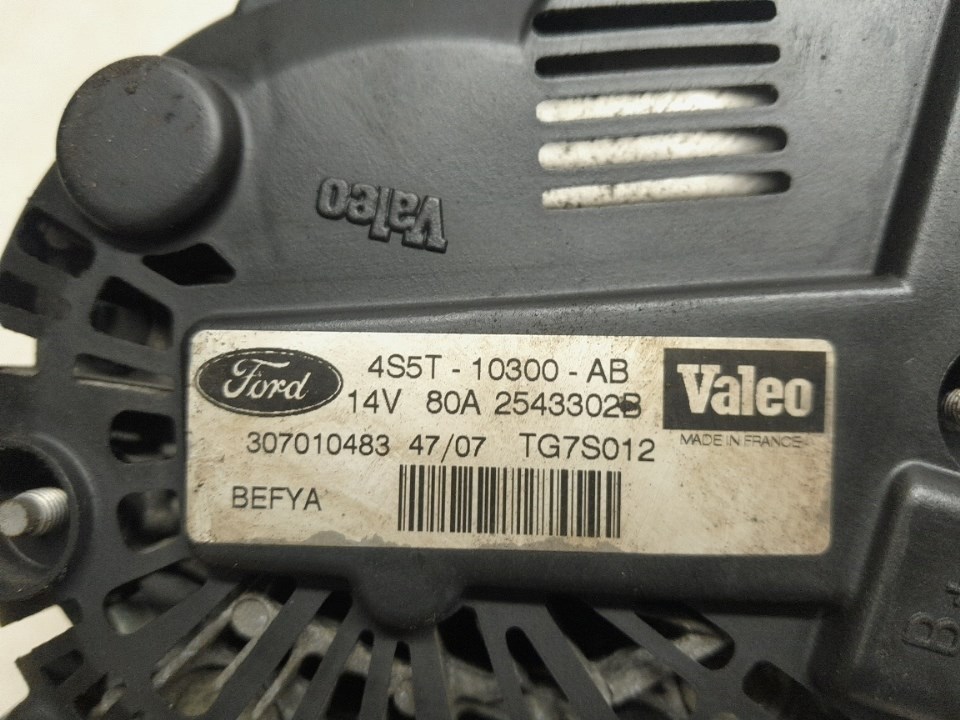 Valeo
Ford
4S5T - 10300 - AB
14V 80A 2543302B
307010483 47/07 TG7S012
BEFYA
Valeo
MADE IN FRANCE
B+